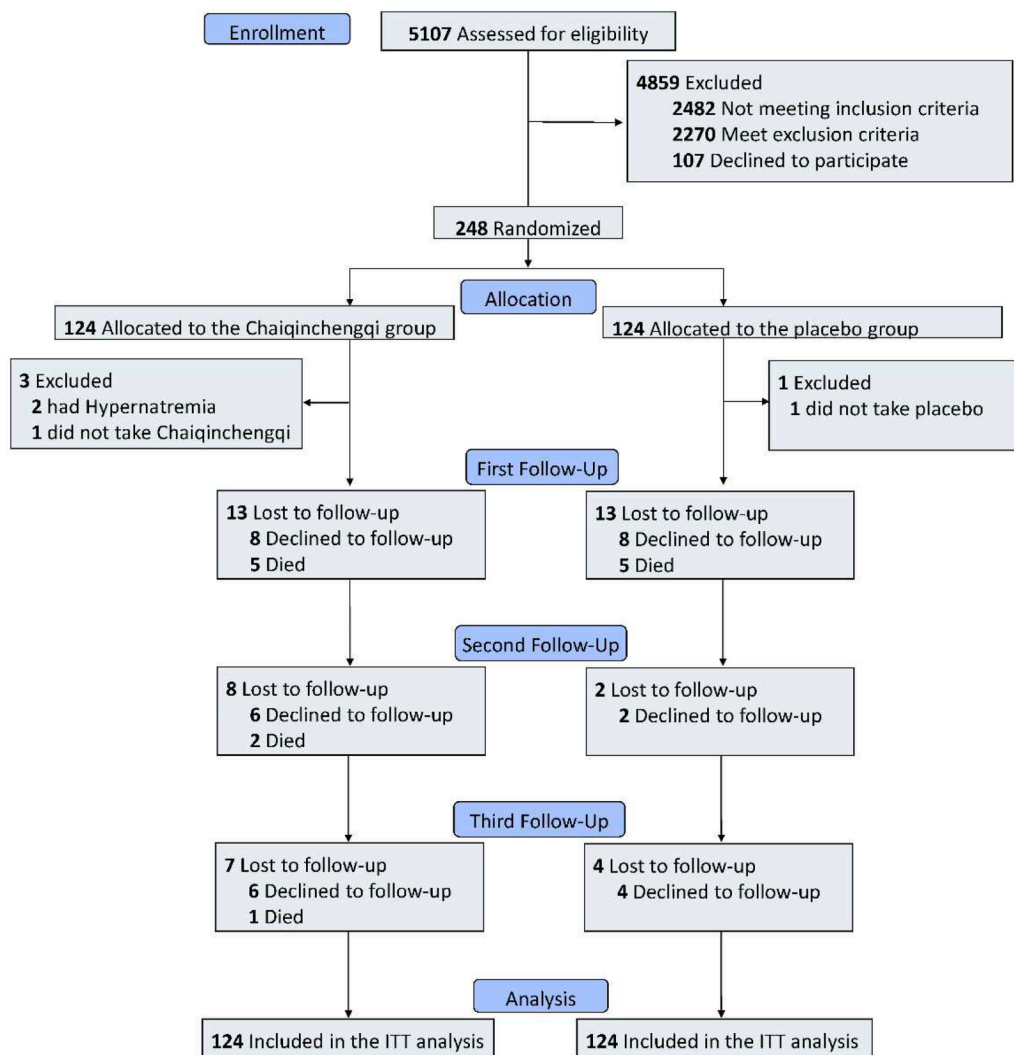 Enrollment
5107 Assessed for eligibility
4859 Excluded
2482 Not meeting inclusion criteria
2270 Meet exclusion criteria
107 Declined to participate
248 Randomized
Allocation
124 Allocated to the Chaiqinchengqi group
124 Allocated to the placebo group
3 Excluded
2 had Hypernatremia
1 did not take Chaiqinchengqi
1 Excluded
1 did not take placebo
First Follow-Up
13 Lost to follow-up
8 Declined to follow-up
5 Died
13 Lost to follow-up
8 Declined to follow-up
5 Died
Second Follow-Up
8 Lost to follow-up
6 Declined to follow-up
2 Died
2 Lost to follow-up
2 Declined to follow-up
Third Follow-Up
7 Lost to follow-up
6 Declined to follow-up
1 Died
4 Lost to follow-up
4 Declined to follow-up
Analysis
124 Included in the ITT analysis
124 Included in the ITT analysis